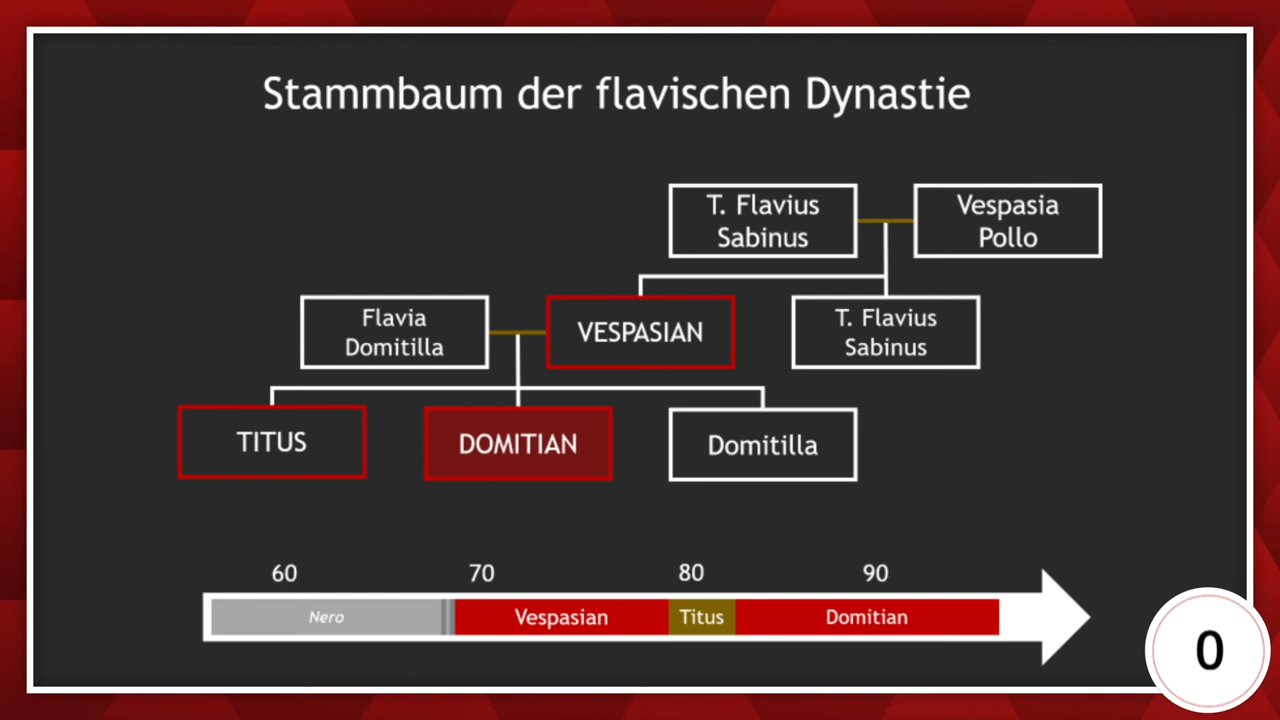 Stammbaum der flavischen Dynastie
T. Flavius
Sabinus
Vespasia
Pollo
Flavia
Domitilla
VESPASIAN
T. Flavius
Sabinus
TITUS
DOMITIAN
Domitilla
60
70
80
90
Nero
Vespasian
Titus
Domitian
0